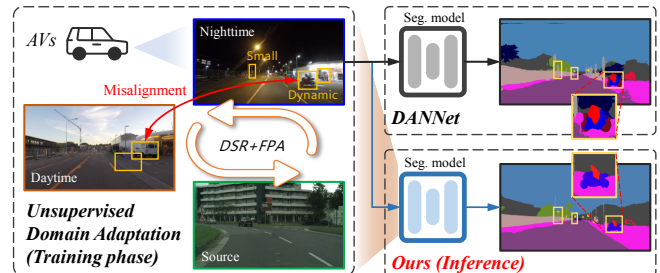 AVs
Nighttime
Small
Dynamic
Misalignment
Daytime
DSR+FPA
Unsupervised
Domain Adaptation
(Training phase)
Source
Seg. model
DANNet
Seg. model
Ours (Inference)